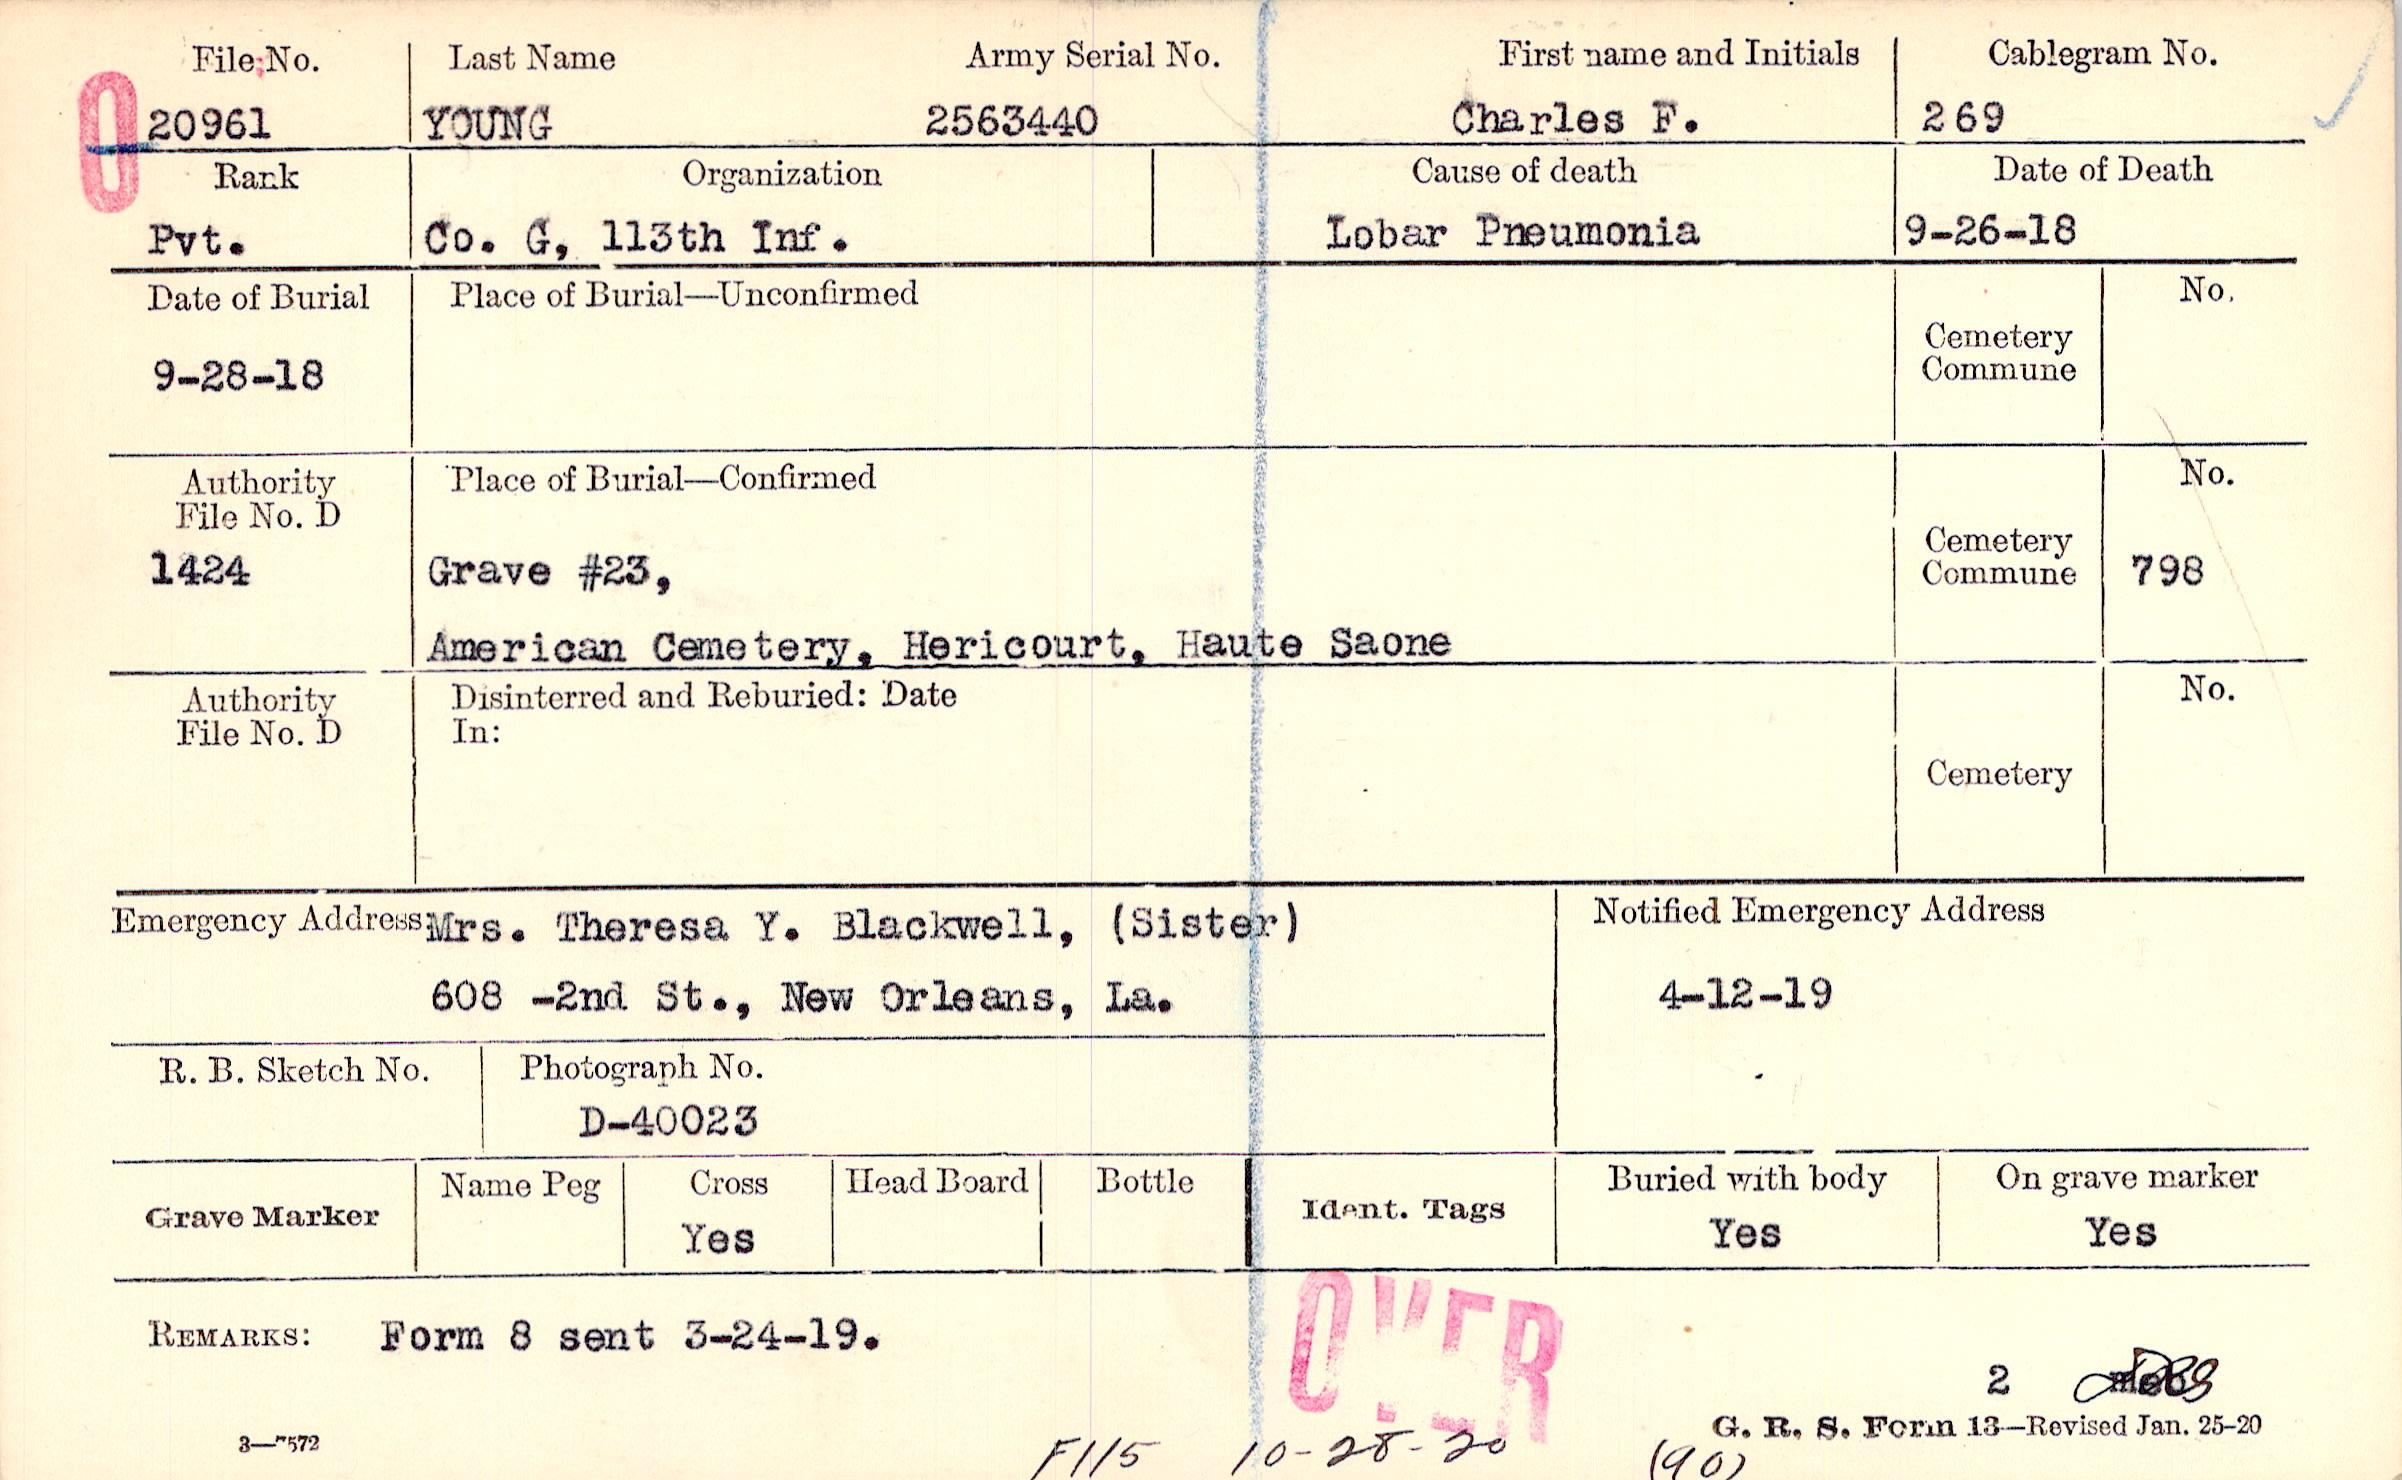 File No. Last Name Army Serial No. First name and Initials Cablegram No.
0
20961 YOUNG 2563440 Charles F. 269
Rank Organization Cause of death Date of Death
Pvt. Co. G, 113th Inf. Lobar Pneumonia 9-26-18
Date of Burial Place of Burial—Unconfirmed No.
Cemetery
Commune
9-28-18
Authority Place of Burial—Confirmed No.
File No. D
Cemetery
1424 Grave #23, Commune 798
American Cemetery, Hericourt, Haute Saone
Authority Disinterred and Reburied: Date No.
File No. D In:
Cemetery
Emergency Address Mrs. Theresa Y. Blackwell, (Sister) Notified Emergency Address
608 -2nd St., New Orleans, La. 4-12-19
R. B. Sketch No. Photograph No.
D-40023
Grave Marker Name Peg Cross Head Board Bottle Ident. Tags Buried with body On grave marker
Yes Yes Yes
REMARKS: Form 8 sent 3-24-19.
OVER
2
G. R. S. Form 13—Revised Jan. 25-20
3—7572
F115 10-28-20 (90)